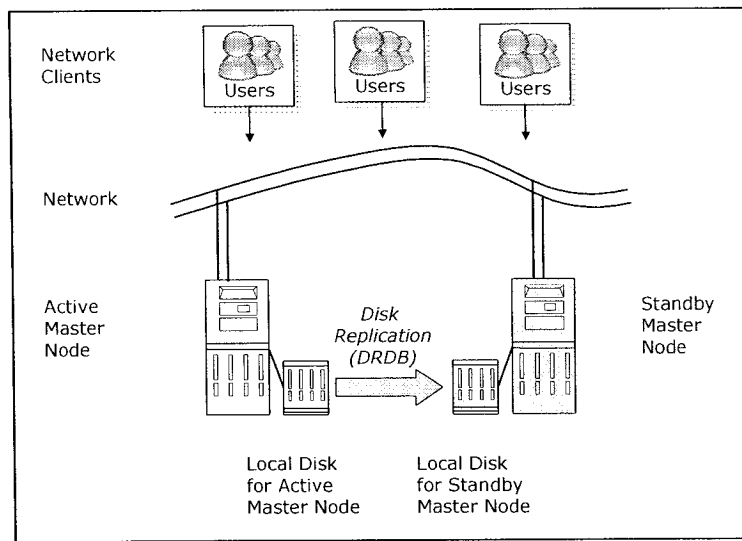 Network
Clients
Users
Users
Users
Network
Active
Master
Node
Disk
Replication
(DRDB)
Standby
Master
Node
Local Disk
for Active
Master Node
Local Disk
for Standby
Master Node